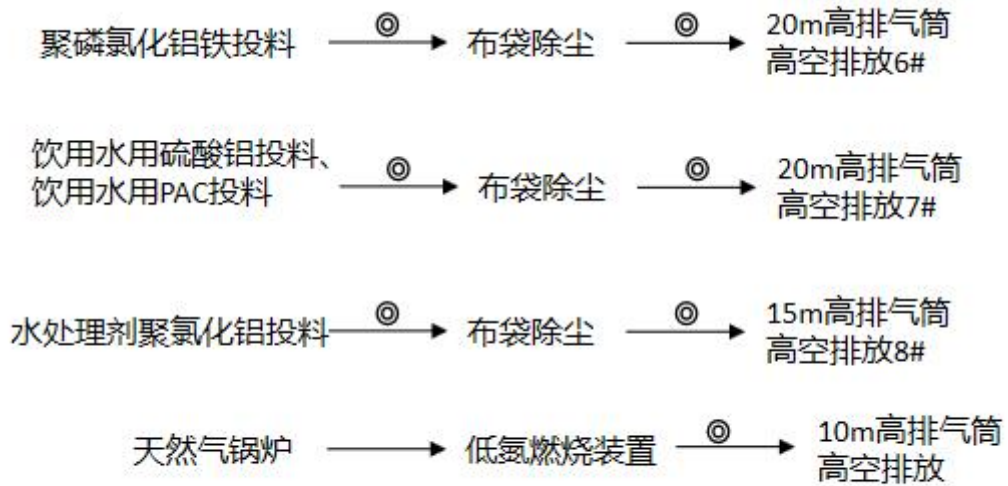 聚磷氯化铝铁投料
布袋除尘
20m高排气筒
高空排放6#
饮用水用硫酸铝投料、
饮用水用PAC投料
布袋除尘
20m高排气筒
高空排放7#
水处理剂聚氯化铝投料
布袋除尘
15m高排气筒
高空排放8#
天然气锅炉
低氮燃烧装置
10m高排气筒
高空排放